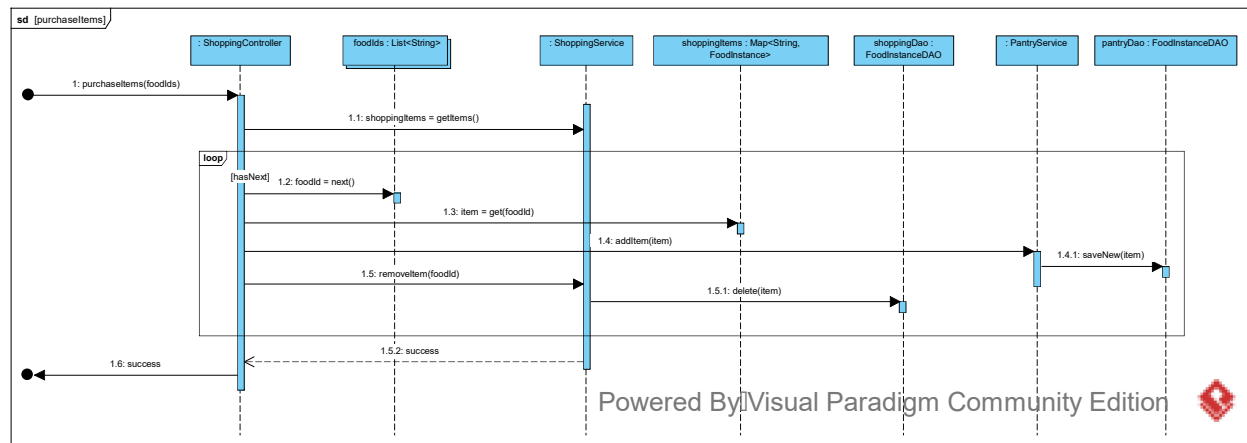 sd [purchaseItems]
: ShoppingController
foodIds : List<String>
: ShoppingService
shoppingItems : Map<String,
FoodInstance>
shoppingDao :
FoodInstanceDAO
: PantryService
pantryDao : FoodInstanceDAO
1: purchaseItems(foodIds)
1.1: shoppingItems = getItems()
loop
[hasNext]
1.2: foodId = next()
1.3: item = get(foodId)
1.4: addItem(item)
1.4.1: saveNew(item)
1.5: removeItem(foodId)
1.5.1: delete(item)
1.5.2: success
1.6: success
Powered By Visual Paradigm Community Edition